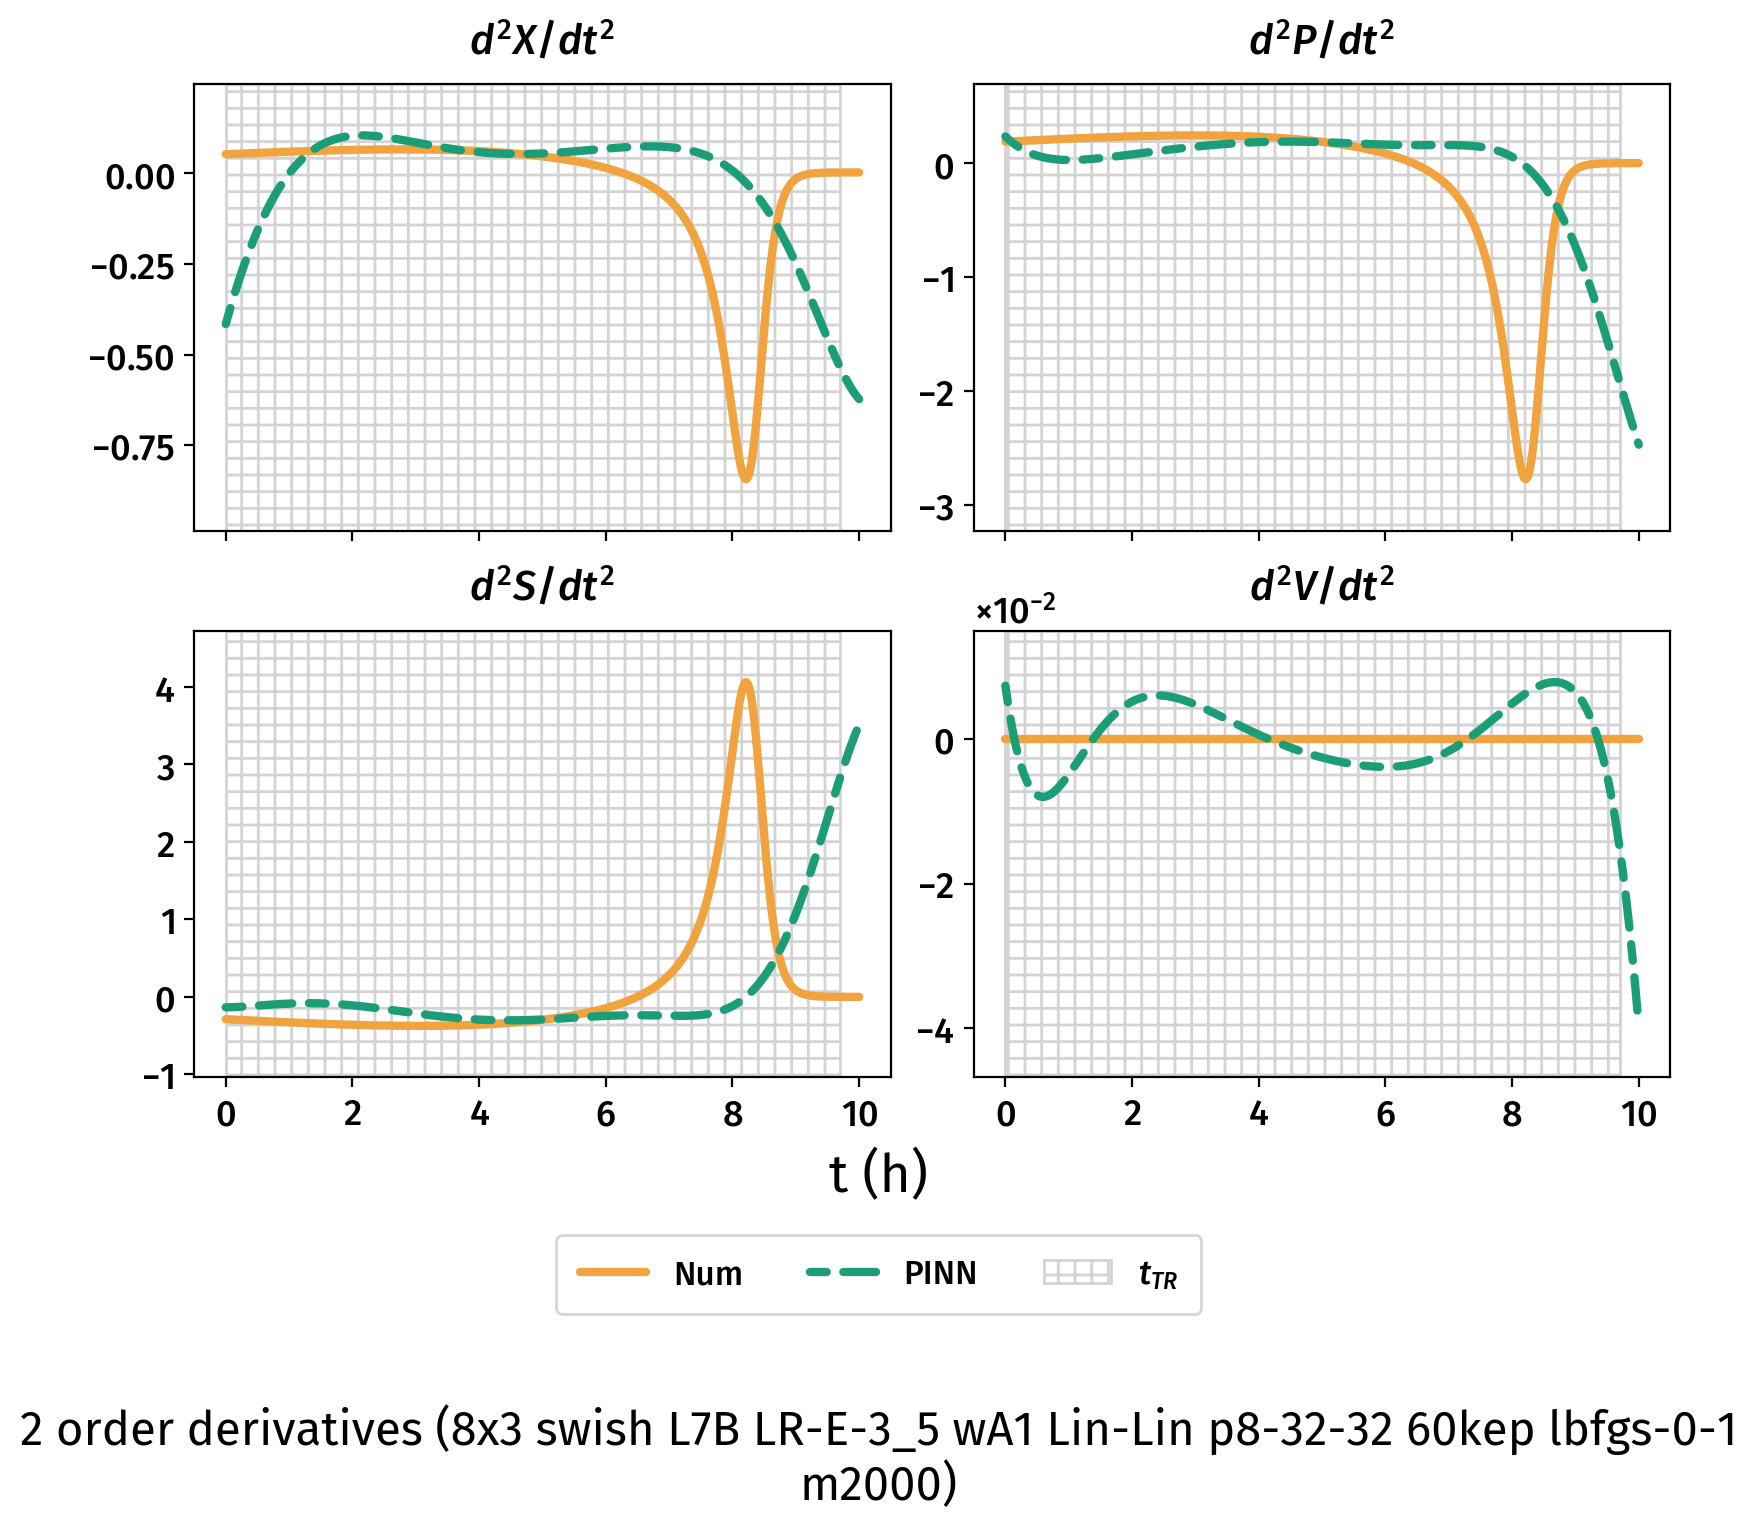 d²X/dt²
d²P/dt²
0.00
−0.25
−0.50
−0.75
0
−1
−2
−3
d²S/dt²
d²V/dt²
×10⁻²
4
3
2
1
0
−1
0
−2
−4
0 2 4 6 8 10
0 2 4 6 8 10
t (h)
Num PINN t_TR
2 order derivatives (8x3 swish L7B LR-E-3_5 wA1 Lin-Lin p8-32-32 60kep lbfgs-0-1
m2000)